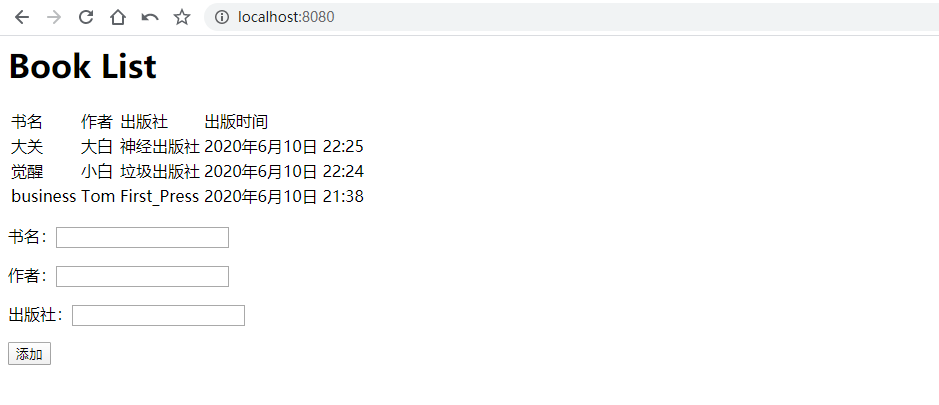 localhost:8080
Book List
书名 作者 出版社 出版时间
大关 大白 神经出版社 2020年6月10日 22:25
觉醒 小白 垃圾出版社 2020年6月10日 22:24
business Tom First_Press 2020年6月10日 21:38
书名：
作者：
出版社：
添加